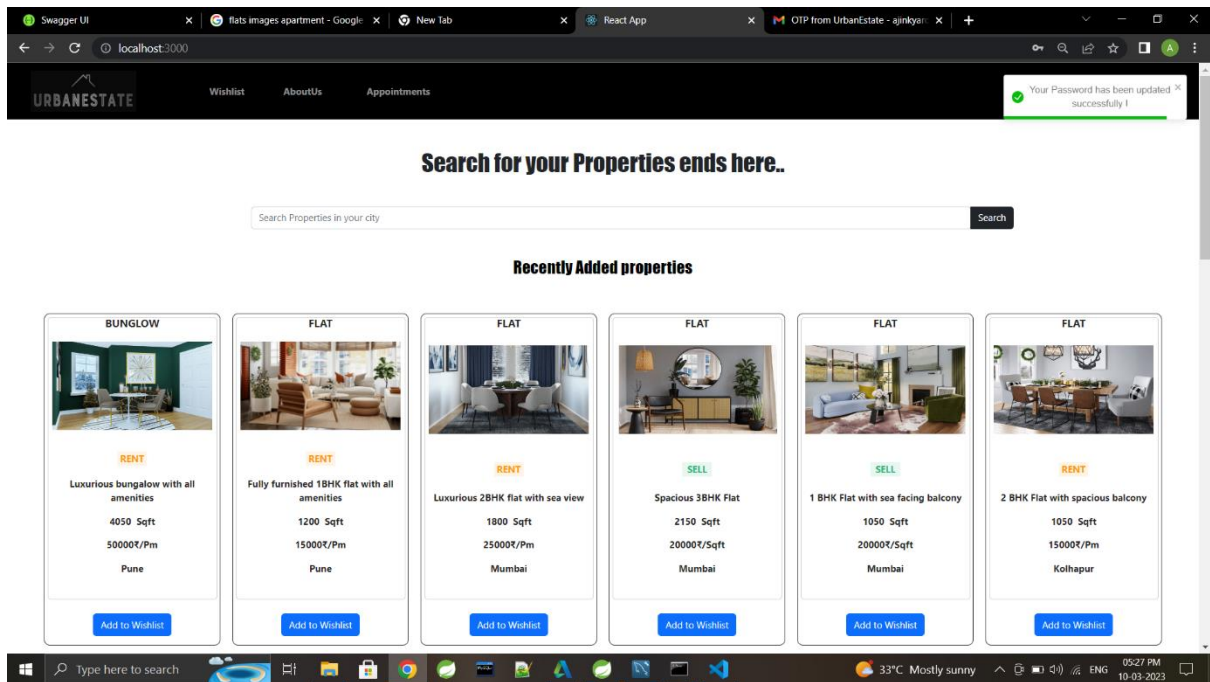 Swagger UI
flats images apartment - Google
New Tab
React App
OTP from UrbanEstate - ajinkyar
localhost:3000
A
URBANESTATE
Wishlist
AboutUs
Appointments
Your Password has been updated
successfully !
Search for your Properties ends here..
Search Properties in your city
Search
Recently Added properties
BUNGLOW
RENT
Luxurious bungalow with all
amenities
4050 Sqft
50000₹/Pm
Pune
Add to Wishlist
FLAT
RENT
Fully furnished 1BHK flat with all
amenities
1200 Sqft
15000₹/Pm
Pune
Add to Wishlist
FLAT
RENT
Luxurious 2BHK flat with sea view
1800 Sqft
25000₹/Pm
Mumbai
Add to Wishlist
FLAT
SELL
Spacious 3BHK Flat
2150 Sqft
20000₹/Sqft
Mumbai
Add to Wishlist
FLAT
SELL
1 BHK Flat with sea facing balcony
1050 Sqft
20000₹/Sqft
Mumbai
Add to Wishlist
FLAT
RENT
2 BHK Flat with spacious balcony
1050 Sqft
15000₹/Pm
Kolhapur
Add to Wishlist
Type here to search
33°C Mostly sunny
ENG
05:27 PM
10-03-2023